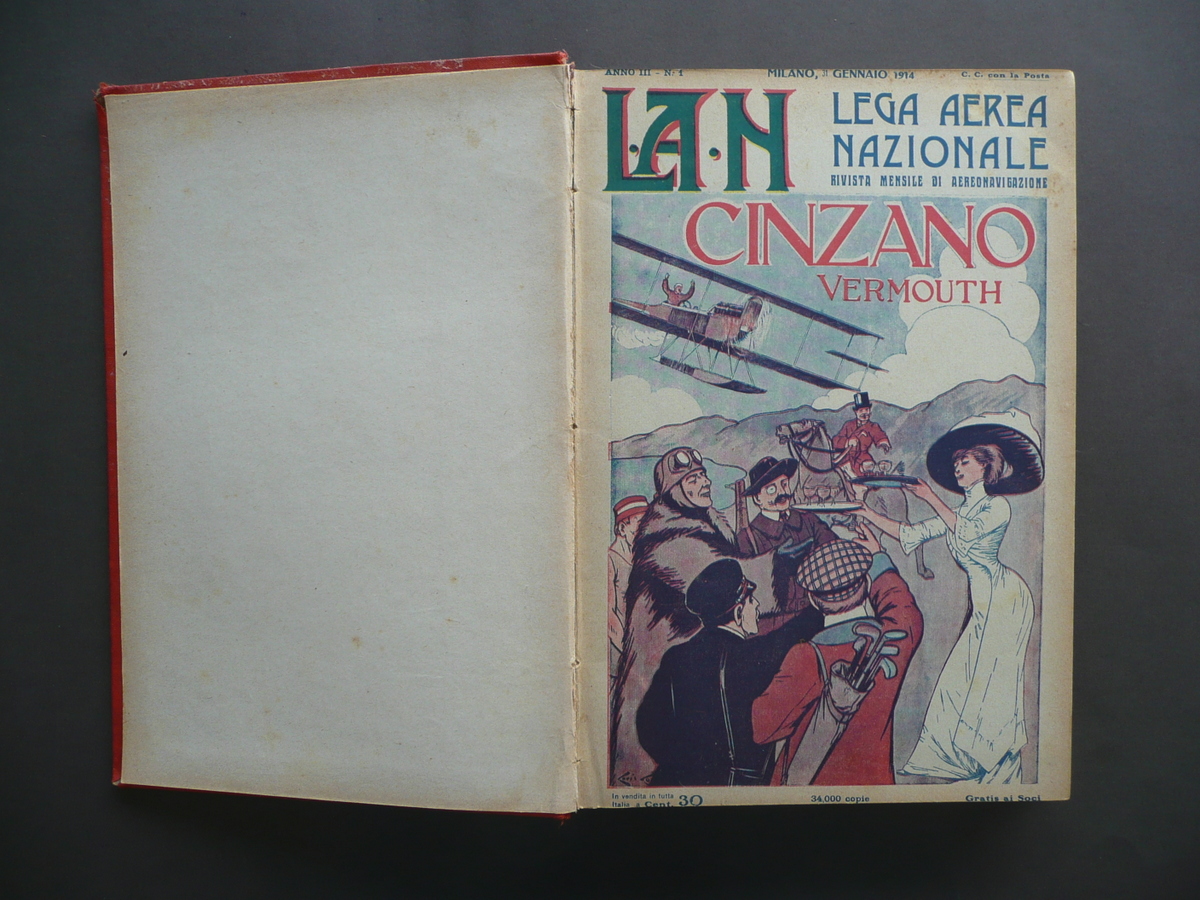 ANNO III - N. 1
MILANO, 31 GENNAIO 1914
C. C. con la Posta
L·A·N
LEGA AEREA
NAZIONALE
RIVISTA MENSILE DI AEREONAVIGAZIONE
CINZANO
VERMOUTH
In vendita in tutta
Italia a Cent. 30
34.000 copie
Gratis ai Soci